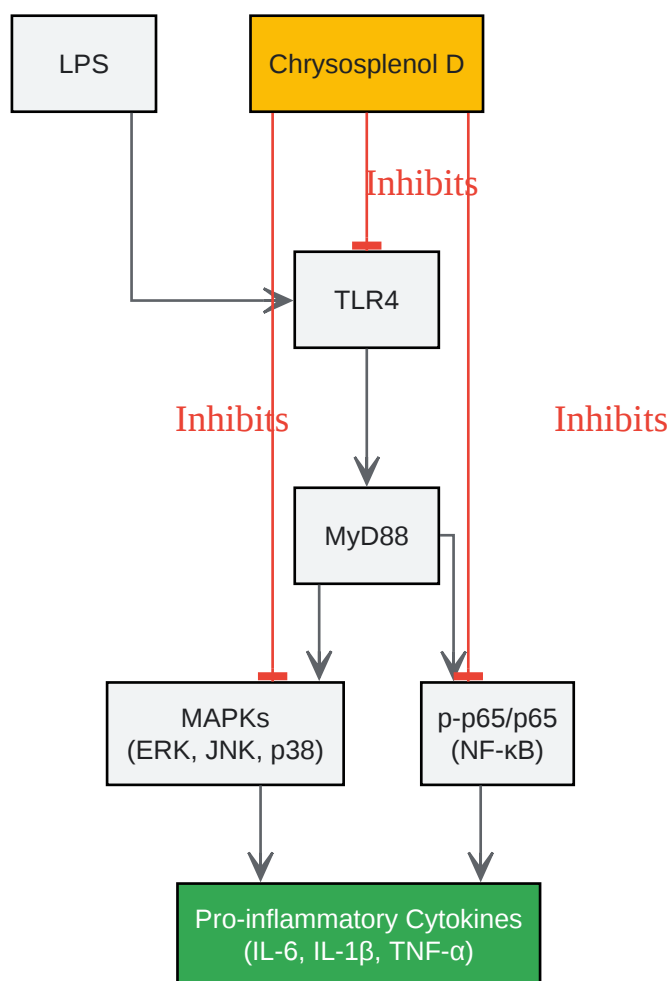 LPS
Chrysosplenol D
Inhibits
TLR4
Inhibits
Inhibits
MyD88
MAPKs
(ERK, JNK, p38)
p-p65/p65
(NF-κB)
Pro-inflammatory Cytokines
(IL-6, IL-1β, TNF-α)